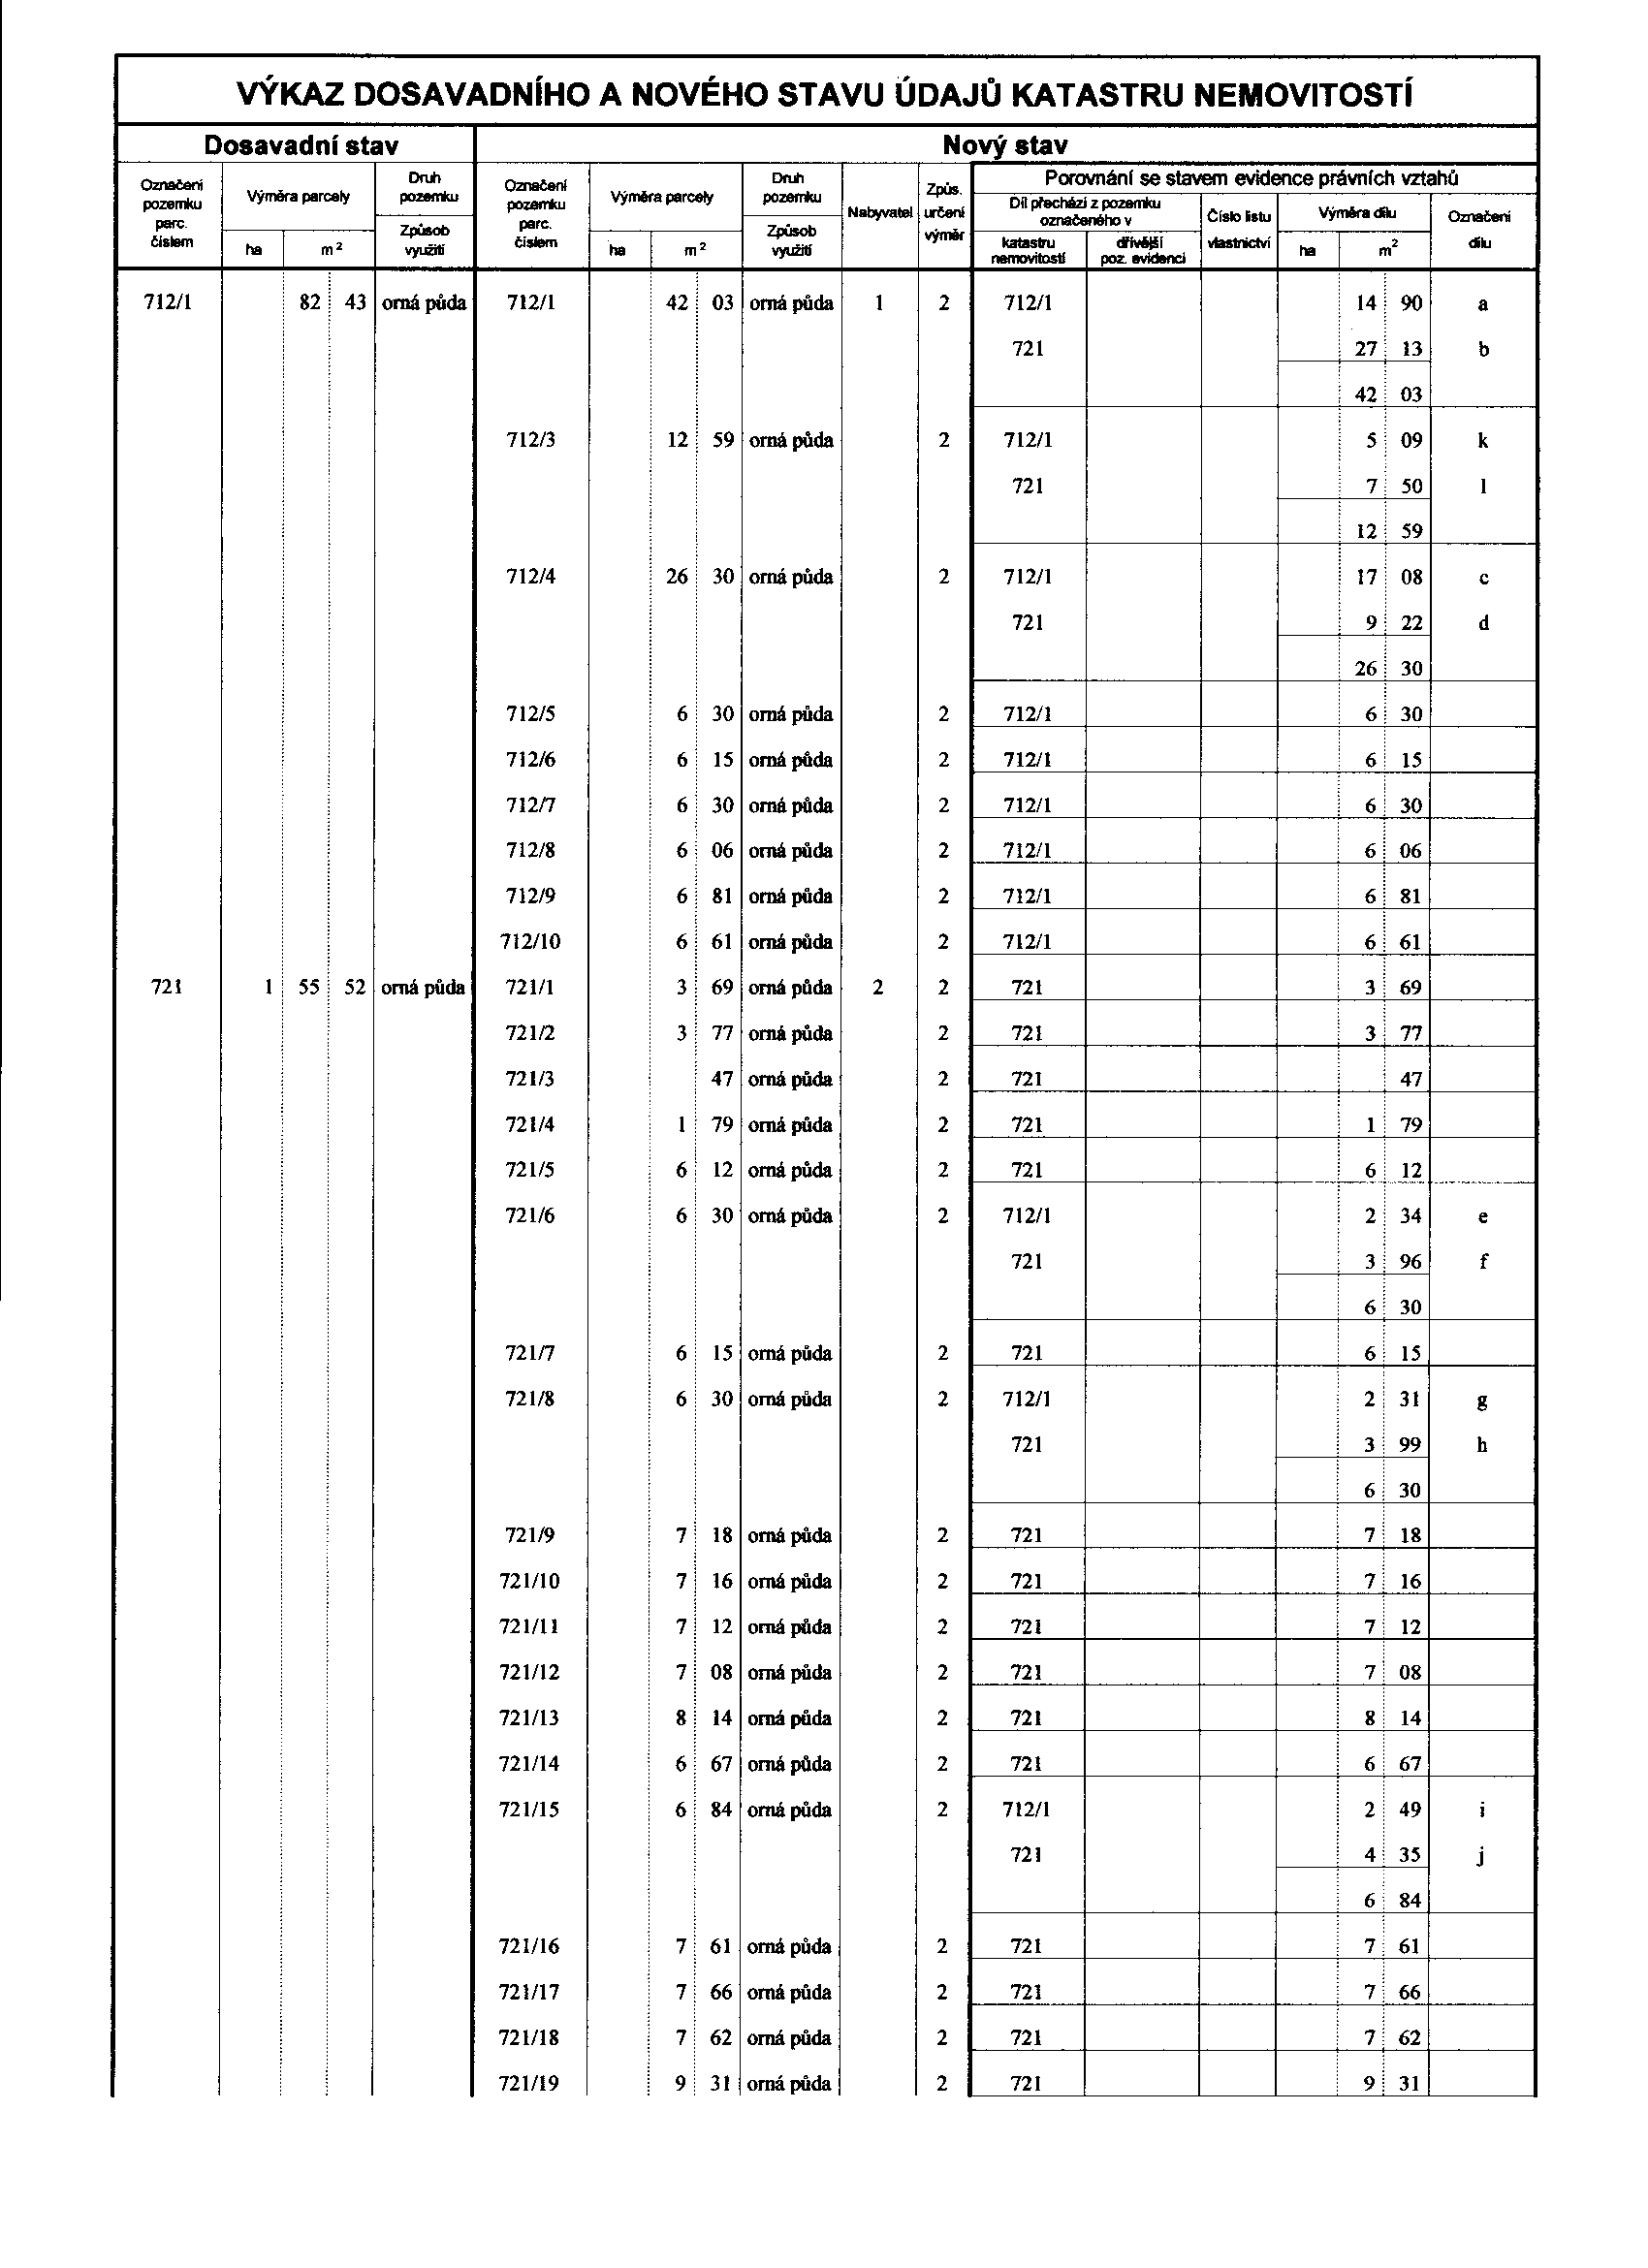 VÝKAZ DOSAVADNÍHO A NOVÉHO STAVU ÚDAJŮ KATASTRU NEMOVITOSTÍ
Dosavadní stav Nový stav
Označení pozemku parc. číslem Výměra parcely ha m² Druh pozemku Způsob využití Označení pozemku parc. číslem Výměra parcely ha m² Druh pozemku Způsob využití Nabyvatel Způs. určení výměr Porovnání se stavem evidence právních vztahů
Díl přechází z pozemku označeného v katastru nemovitostí dřívější poz. evidenci Číslo listu vlastnictví Výměra dílu ha m² Označení dílu
712/1 82 43 orná půda 712/1 42 03 orná půda 1 2 712/1 14 90 a
721 27 13 b
42 03
712/3 12 59 orná půda 2 712/1 5 09 k
721 7 50 l
12 59
712/4 26 30 orná půda 2 712/1 17 08 c
721 9 22 d
26 30
712/5 6 30 orná půda 2 712/1 6 30
712/6 6 15 orná půda 2 712/1 6 15
712/7 6 30 orná půda 2 712/1 6 30
712/8 6 06 orná půda 2 712/1 6 06
712/9 6 81 orná půda 2 712/1 6 81
712/10 6 61 orná půda 2 712/1 6 61
721 1 55 52 orná půda 721/1 3 69 orná půda 2 2 721 3 69
721/2 3 77 orná půda 2 721 3 77
721/3 47 orná půda 2 721 47
721/4 1 79 orná půda 2 721 1 79
721/5 6 12 orná půda 2 721 6 12
721/6 6 30 orná půda 2 712/1 2 34 e
721 3 96 f
6 30
721/7 6 15 orná půda 2 721 6 15
721/8 6 30 orná půda 2 712/1 2 31 g
721 3 99 h
6 30
721/9 7 18 orná půda 2 721 7 18
721/10 7 16 orná půda 2 721 7 16
721/11 7 12 orná půda 2 721 7 12
721/12 7 08 orná půda 2 721 7 08
721/13 8 14 orná půda 2 721 8 14
721/14 6 67 orná půda 2 721 6 67
721/15 6 84 orná půda 2 712/1 2 49 i
721 4 35 j
6 84
721/16 7 61 orná půda 2 721 7 61
721/17 7 66 orná půda 2 721 7 66
721/18 7 62 orná půda 2 721 7 62
721/19 9 31 orná půda 2 721 9 31